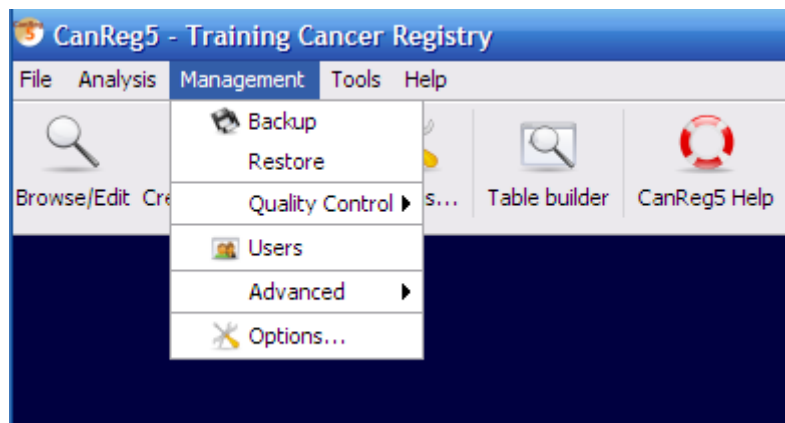 CanReg5 - Training Cancer Registry
File Analysis Management Tools Help
Backup
Restore
Browse/Edit Cre s... Table builder CanReg5 Help
Quality Control
Users
Advanced
Options...